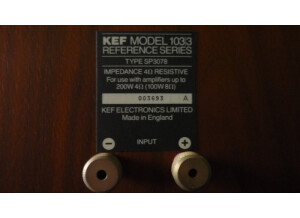 KEF MODEL 103/3
REFERENCE SERIES
TYPE SP3078
IMPEDANCE 4Ω RESISTIVE
For use with amplifiers up to
200W 4Ω (100W 8Ω)
003693 A
KEF ELECTRONICS LIMITED
Made in England
INPUT
− +